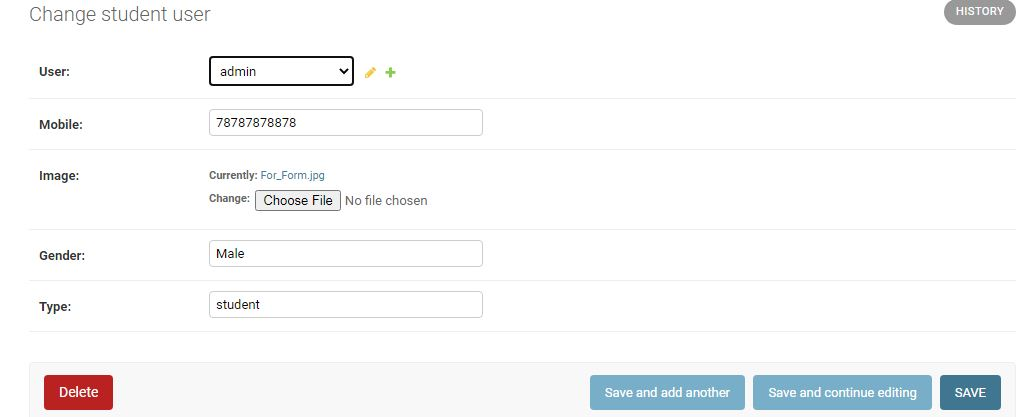 Change student user
HISTORY
User: admin
Mobile: 78787878878
Image: Currently: For_Form.jpg
Change: Choose File No file chosen
Gender: Male
Type: student
Delete Save and add another Save and continue editing SAVE